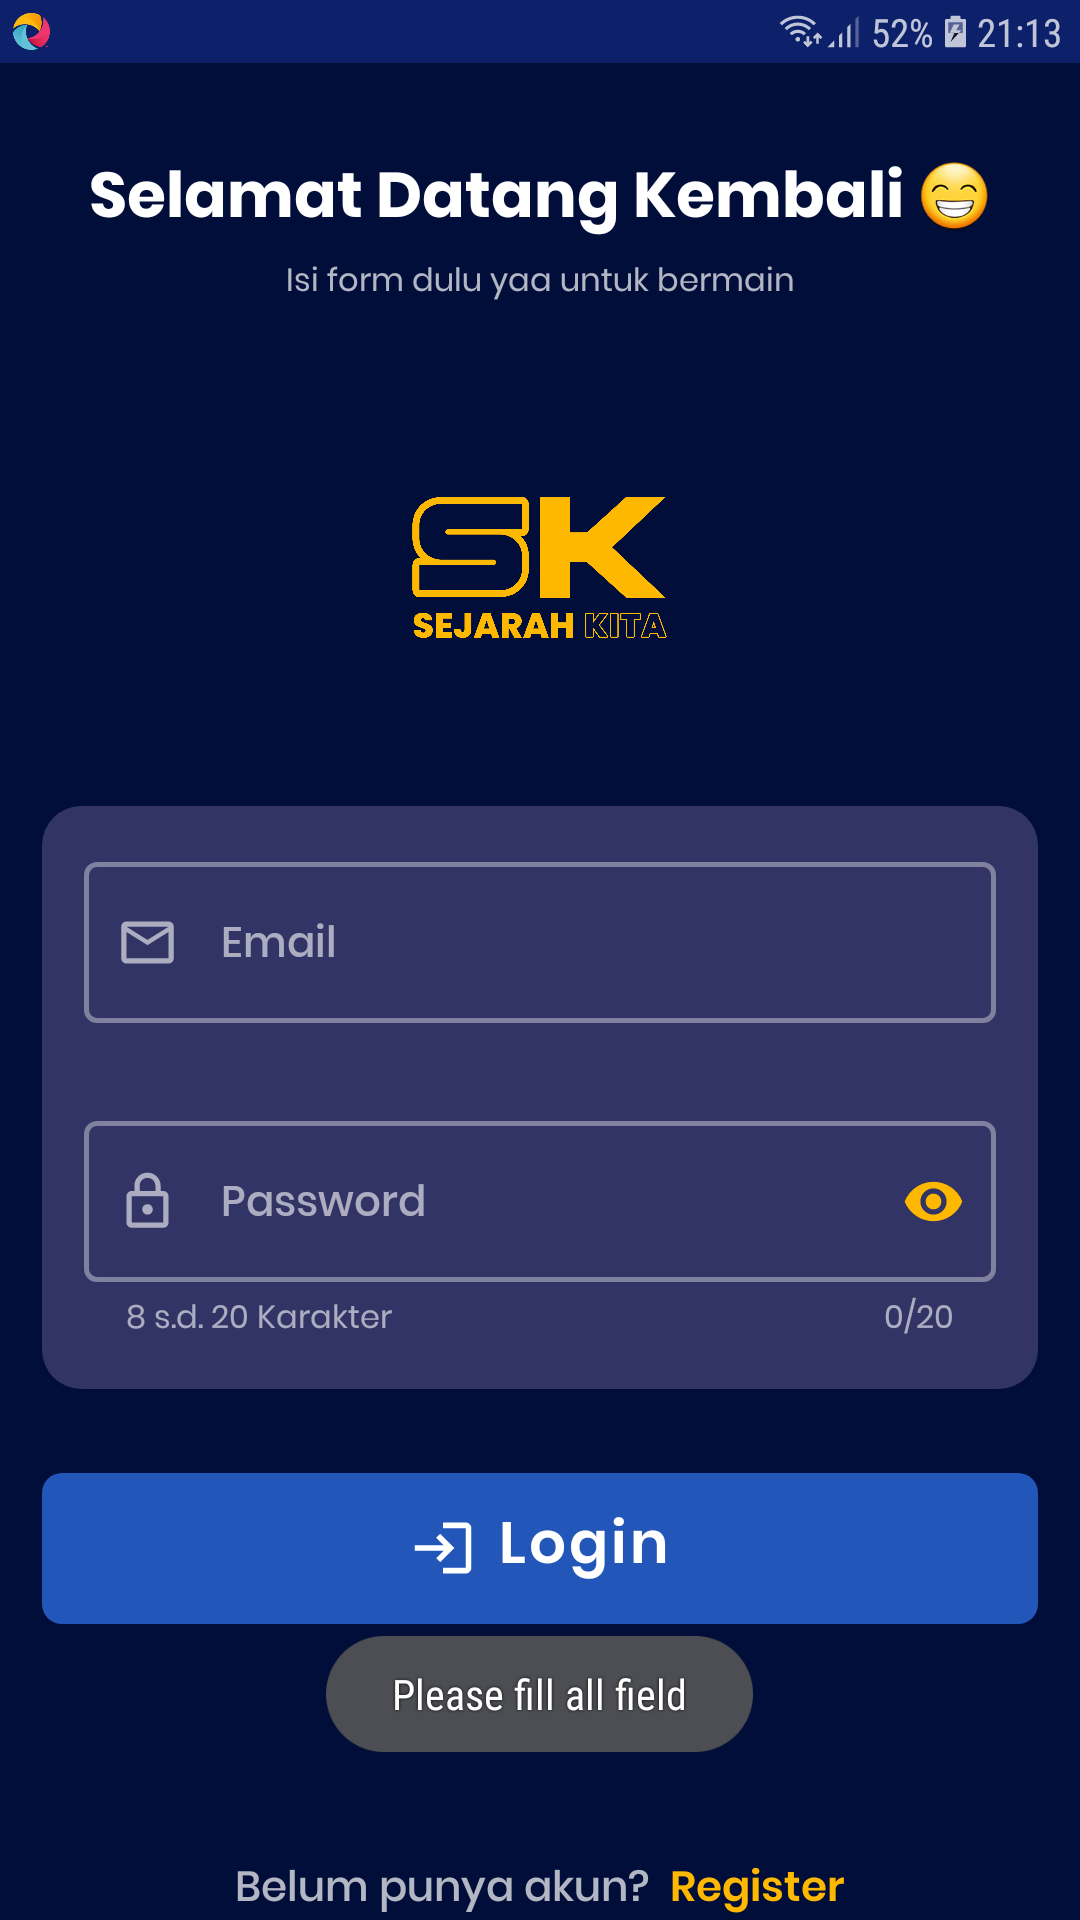 52% 21:13
Selamat Datang Kembali 😁
Isi form dulu yaa untuk bermain
SK
SEJARAH KITA
Email
Password
8 s.d. 20 Karakter 0/20
Login
Please fill all field
Belum punya akun? Register